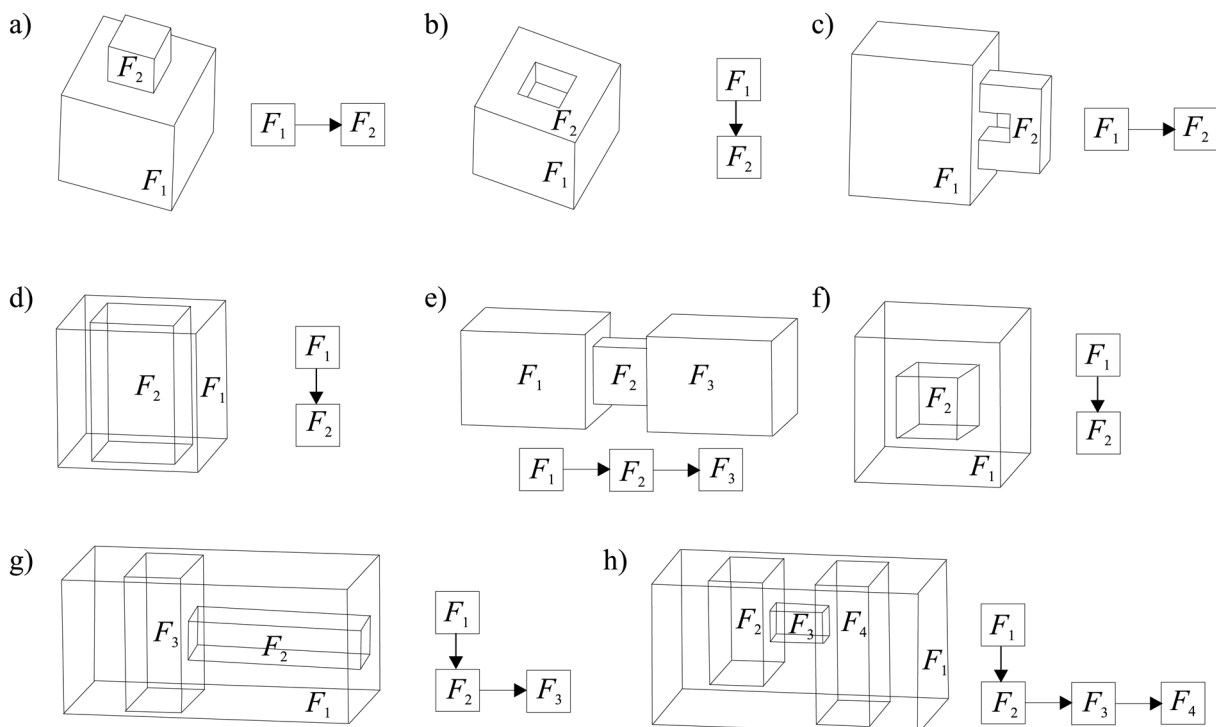 a)
F₂
F₁
F₁ F₂
b)
F₂
F₁
F₁
F₂
c)
F₂
F₁
F₁ F₂
d)
F₂ F₁
F₁
F₂
e)
F₁ F₂ F₃
F₁ F₂ F₃
f)
F₂
F₁
F₁
F₂
g)
F₃
F₂
F₁
F₁
F₂ F₃
h)
F₂ F₃ F₄
F₁
F₁
F₂ F₃ F₄